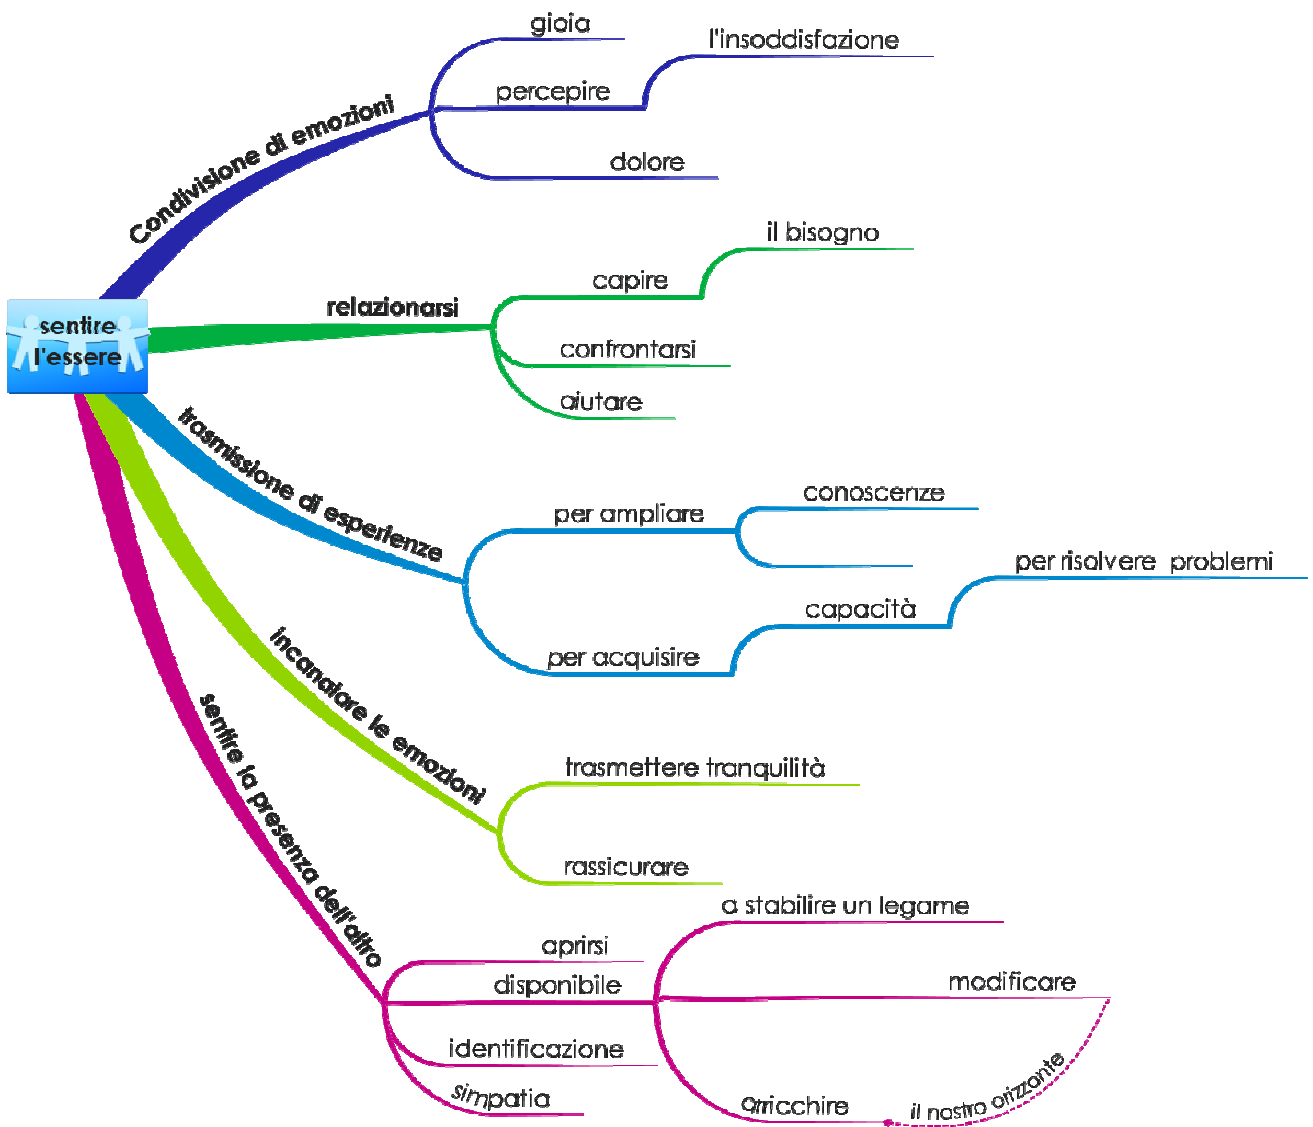 sentire
l'essere
Condivisione di emozioni
gioia
percepire
l'insoddisfazione
dolore
relazionarsi
capire
il bisogno
confrontarsi
aiutare
trasmissione di esperienze
per ampliare
conoscenze
per acquisire
capacità
per risolvere problemi
incanalare le emozioni
trasmettere tranquilità
rassicurare
sentire la presenza dell'altro
aprirsi
disponibile
a stabilire un legame
modificare
arricchire
il nostro orizzonte
identificazione
simpatia